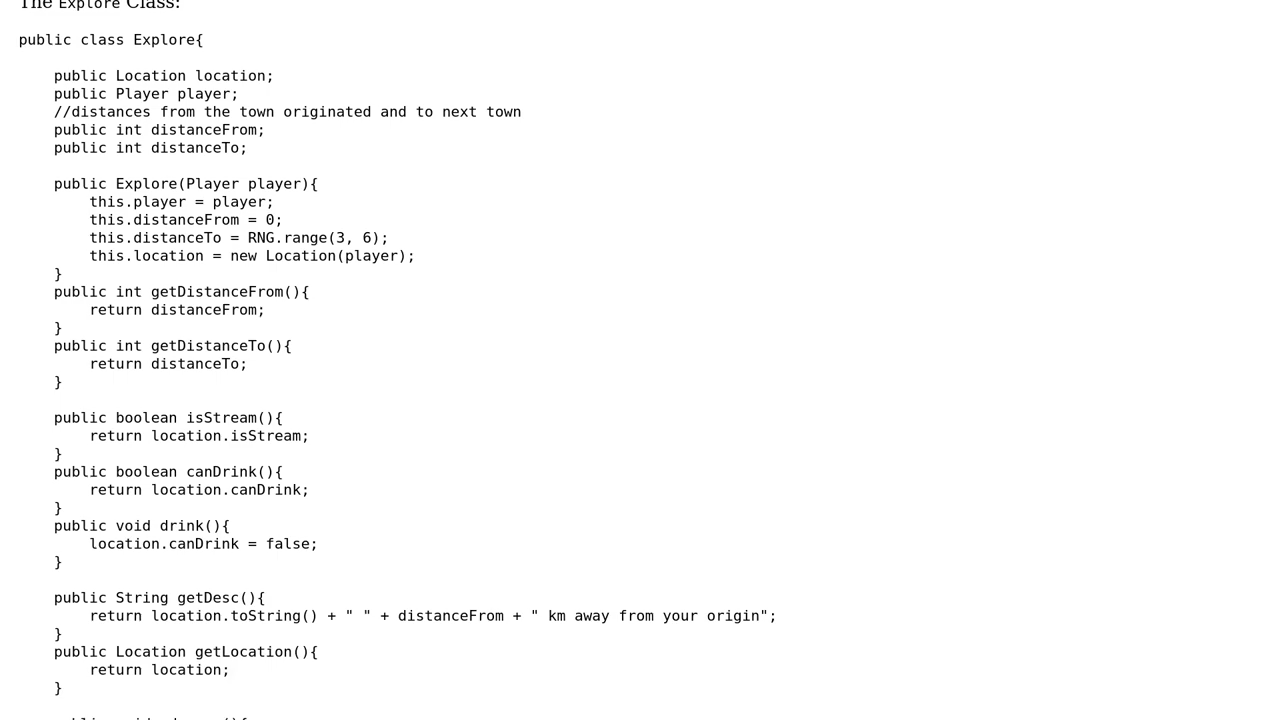 The Explore Class:
public class Explore{
public Location location;
public Player player;
//distances from the town originated and to next town
public int distanceFrom;
public int distanceTo;
public Explore(Player player){
this.player = player;
this.distanceFrom = 0;
this.distanceTo = RNG.range(3, 6);
this.location = new Location(player);
}
public int getDistanceFrom(){
return distanceFrom;
}
public int getDistanceTo(){
return distanceTo;
}
public boolean isStream(){
return location.isStream;
}
public boolean canDrink(){
return location.canDrink;
}
public void drink(){
location.canDrink = false;
}
public String getDesc(){
return location.toString() + " " + distanceFrom + " km away from your origin";
}
public Location getLocation(){
return location;
}